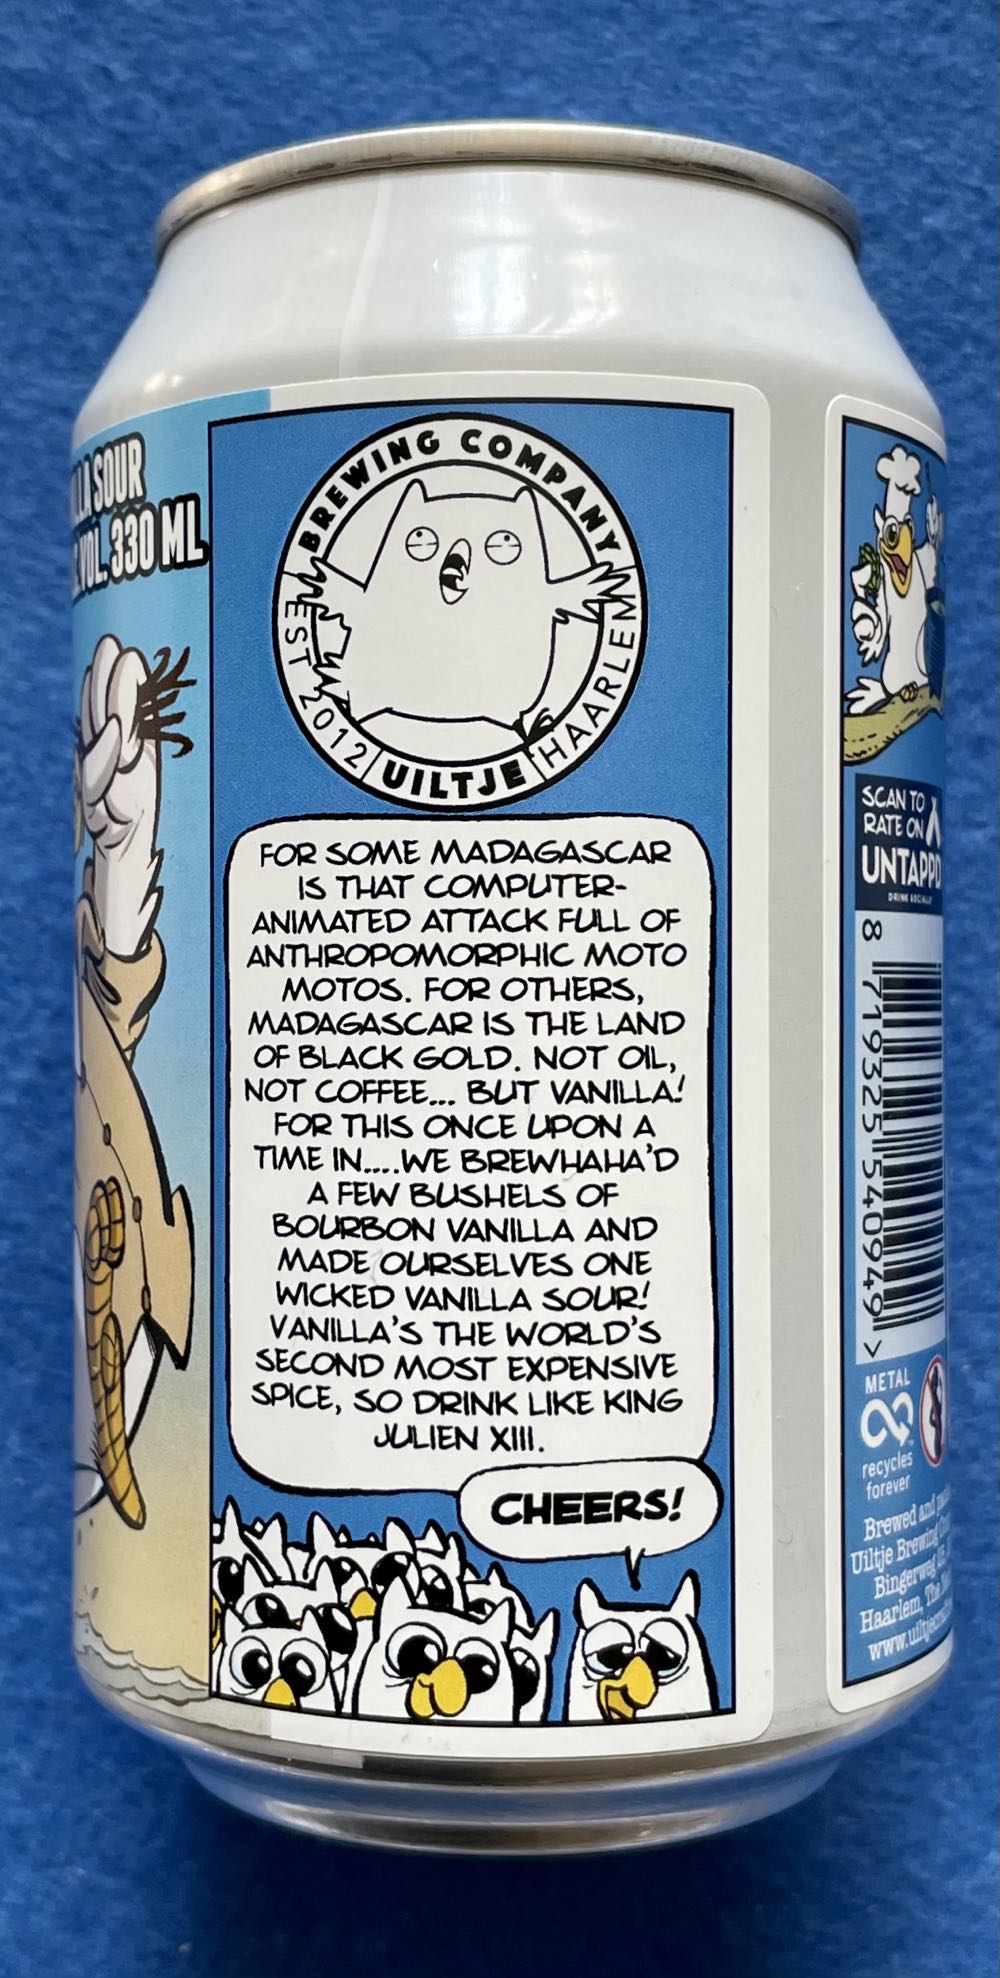 SOUR
VOL. 330 ML
BREWING COMPANY
EST 2012
UILTJE
HAARLEM
FOR SOME MADAGASCAR
IS THAT COMPUTER-
ANIMATED ATTACK FULL OF
ANTHROPOMORPHIC MOTO
MOTOS. FOR OTHERS,
MADAGASCAR IS THE LAND
OF BLACK GOLD. NOT OIL,
NOT COFFEE... BUT VANILLA!
FOR THIS ONCE UPON A
TIME IN....WE BREWHAHA'D
A FEW BUSHELS OF
BOURBON VANILLA AND
MADE OURSELVES ONE
WICKED VANILLA SOUR!
VANILLA'S THE WORLD'S
SECOND MOST EXPENSIVE
SPICE, SO DRINK LIKE KING
JULIEN XIII.
CHEERS!
SCAN TO
RATE ON
UNTAPPD
DRINK SOCIALLY
8 719325 540949 >
METAL
recycles
forever
Brewed and
Uiltje Brewing
Bingerweg
Haarlem, The